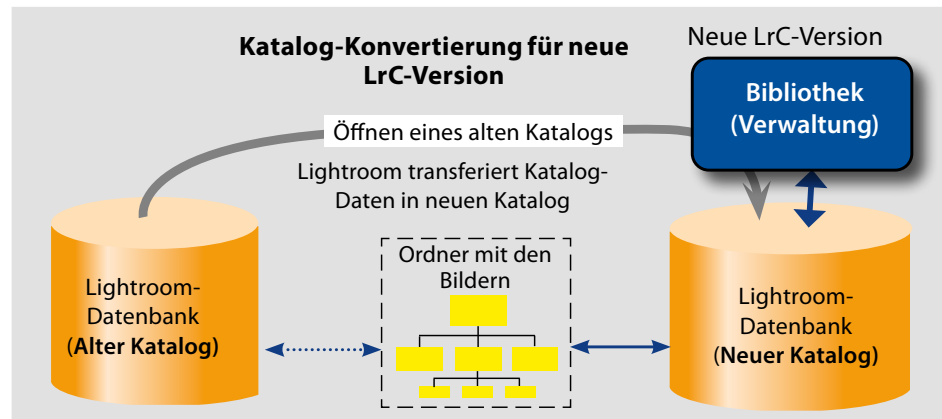 Katalog-Konvertierung für neue
LrC-Version
Neue LrC-Version
Bibliothek
(Verwaltung)
Öffnen eines alten Katalogs
Lightroom transferiert Katalog-
Daten in neuen Katalog
Lightroom-
Datenbank
(Alter Katalog)
Ordner mit den
Bildern
Lightroom-
Datenbank
(Neuer Katalog)